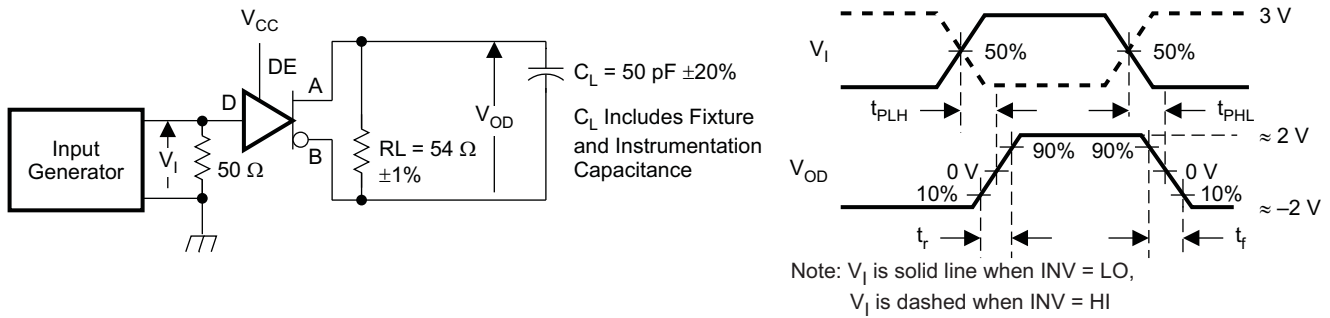 V_CC
DE
D
A
B
Input
Generator
V_I
50 Ω
RL = 54 Ω
±1%
V_OD
C_L = 50 pF ±20%
C_L Includes Fixture
and Instrumentation
Capacitance
V_I
3 V
50%
50%
t_PLH
t_PHL
V_OD
≈ 2 V
90%
90%
0 V
0 V
10%
10%
≈ –2 V
t_r
t_f
Note: V_I is solid line when INV = LO,
V_I is dashed when INV = HI